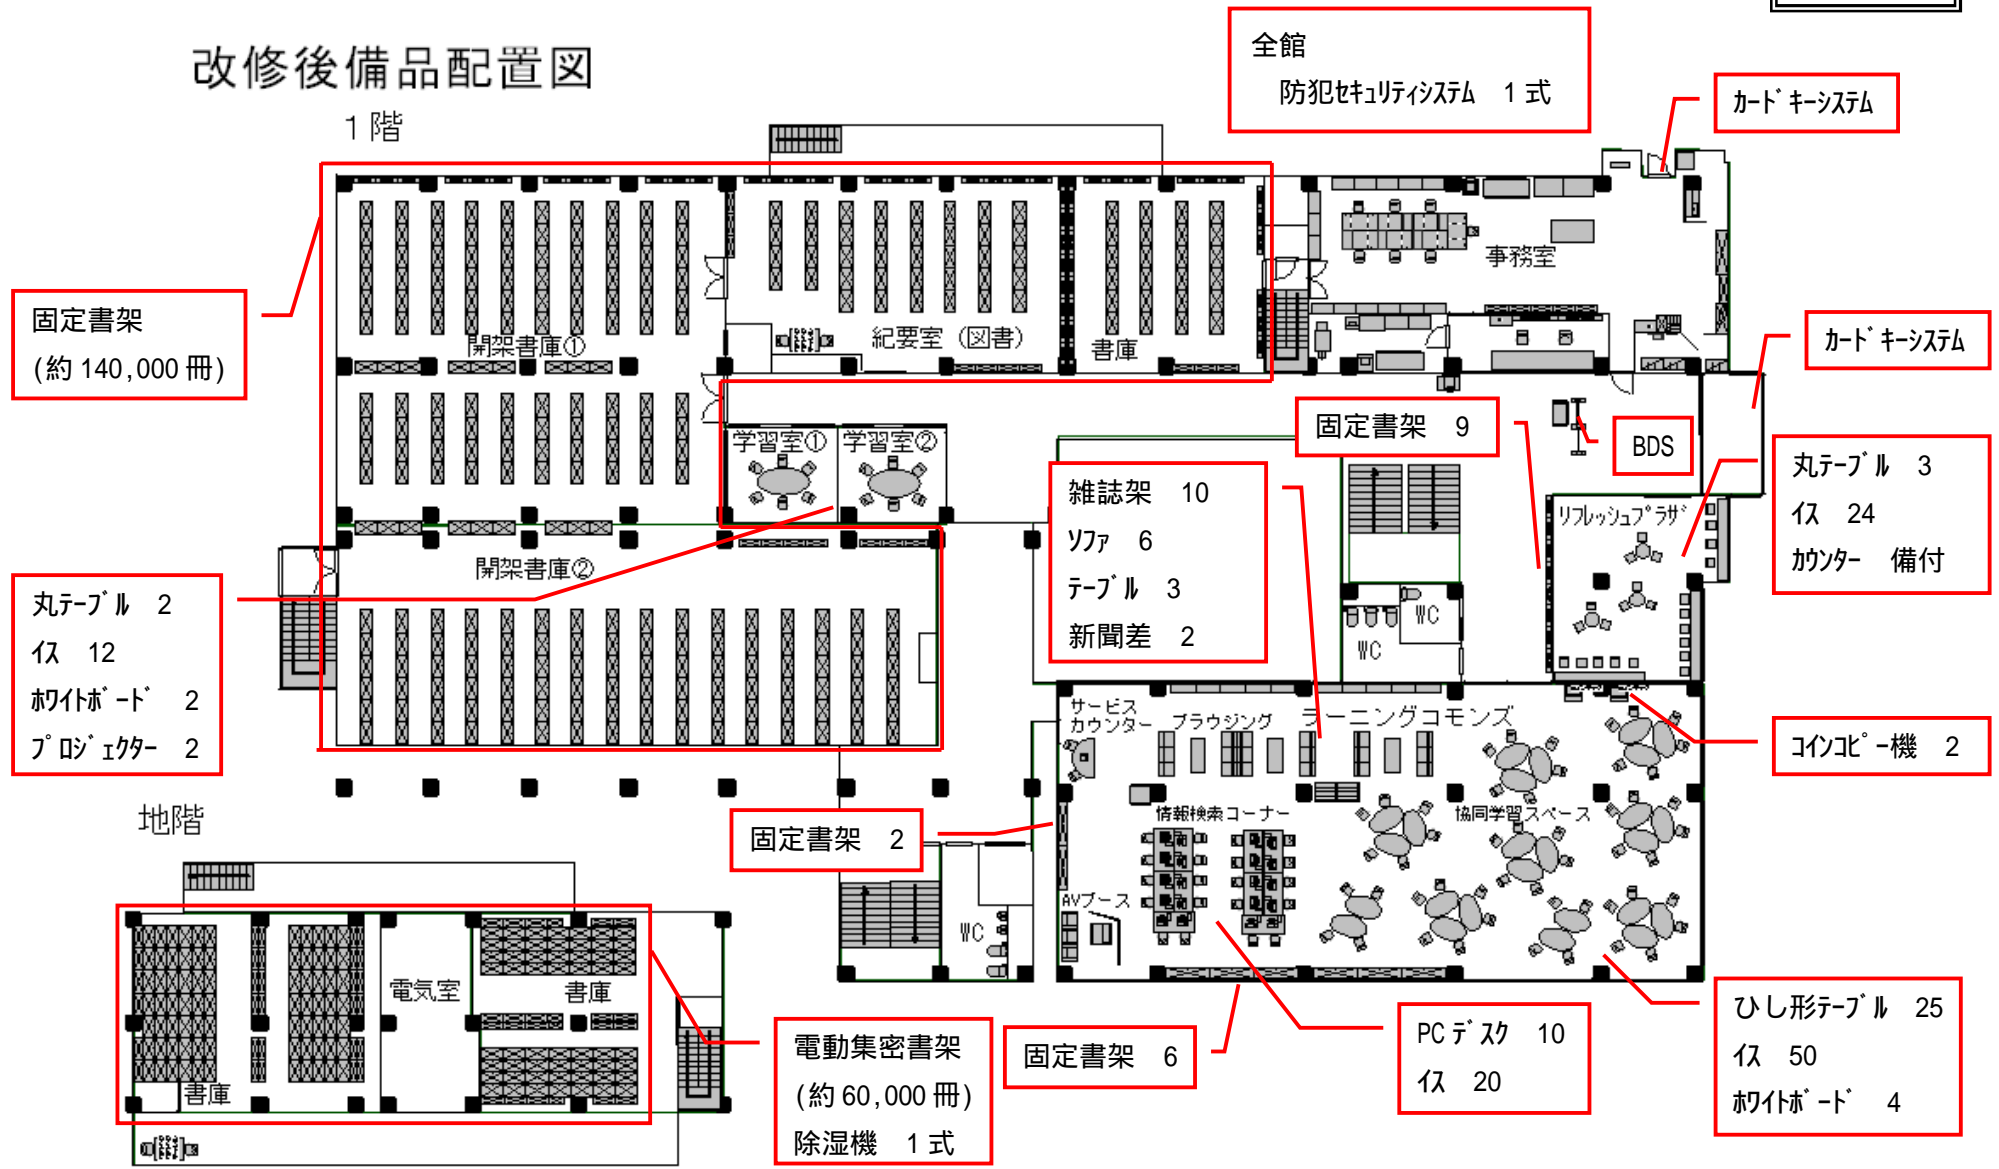 改修後備品配置図
1階
全館
防犯セキュリティシステム 1式
カードキーシステム
固定書架
(約140,000冊)
開架書庫①
紀要室（図書）
書庫
事務室
カードキーシステム
固定書架 9
BDS
学習室①
学習室②
雑誌架 10
ソファ 6
テーブル 3
新聞差 2
リフレッシュプラザ
丸テーブル 3
イス 24
カウンター 備付
開架書庫②
丸テーブル 2
イス 12
ホワイトボード 2
プロジェクター 2
WC
WC
サービス
カウンター
ブラウジング
ラーニングコモンズ
コインコピー機 2
地階
固定書架 2
情報検索コーナー
協同学習スペース
AVブース
WC
電気室
書庫
書庫
電動集密書架
(約60,000冊)
除湿機 1式
固定書架 6
PCデスク 10
イス 20
ひし形テーブル 25
イス 50
ホワイトボード 4